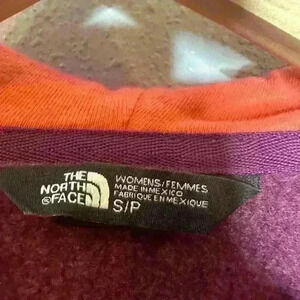 THE
NORTH
FACE
WOMENS/FEMMES
MADE IN MEXICO
FABRIQUE EN MEXIQUE
S/P